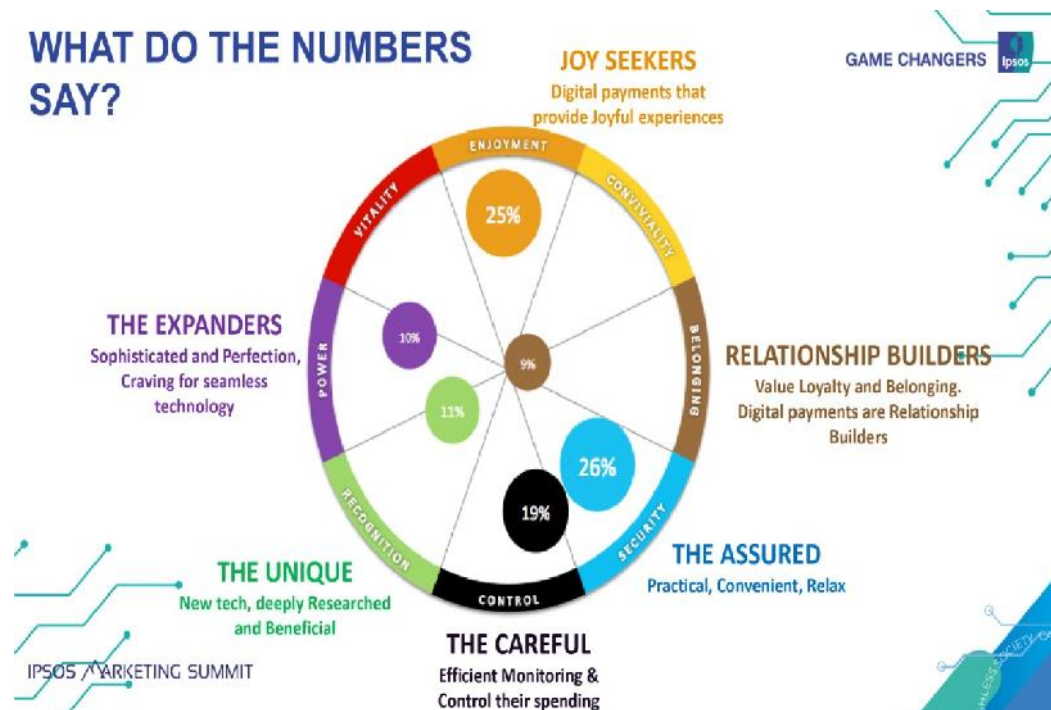 WHAT DO THE NUMBERS
SAY?
GAME CHANGERS
Ipsos
JOY SEEKERS
Digital payments that
provide Joyful experiences
ENJOYMENT
VITALITY
CONVIVIALITY
25%
THE EXPANDERS
Sophisticated and Perfection,
Craving for seamless
technology
POWER
10%
9%
BELONGING
RELATIONSHIP BUILDERS
Value Loyalty and Belonging.
Digital payments are Relationship
Builders
11%
26%
19%
RECOGNITION
SECURITY
CONTROL
THE UNIQUE
New tech, deeply Researched
and Beneficial
THE ASSURED
Practical, Convenient, Relax
THE CAREFUL
Efficient Monitoring &
Control their spending
IPSOS MARKETING SUMMIT
SOCIETY